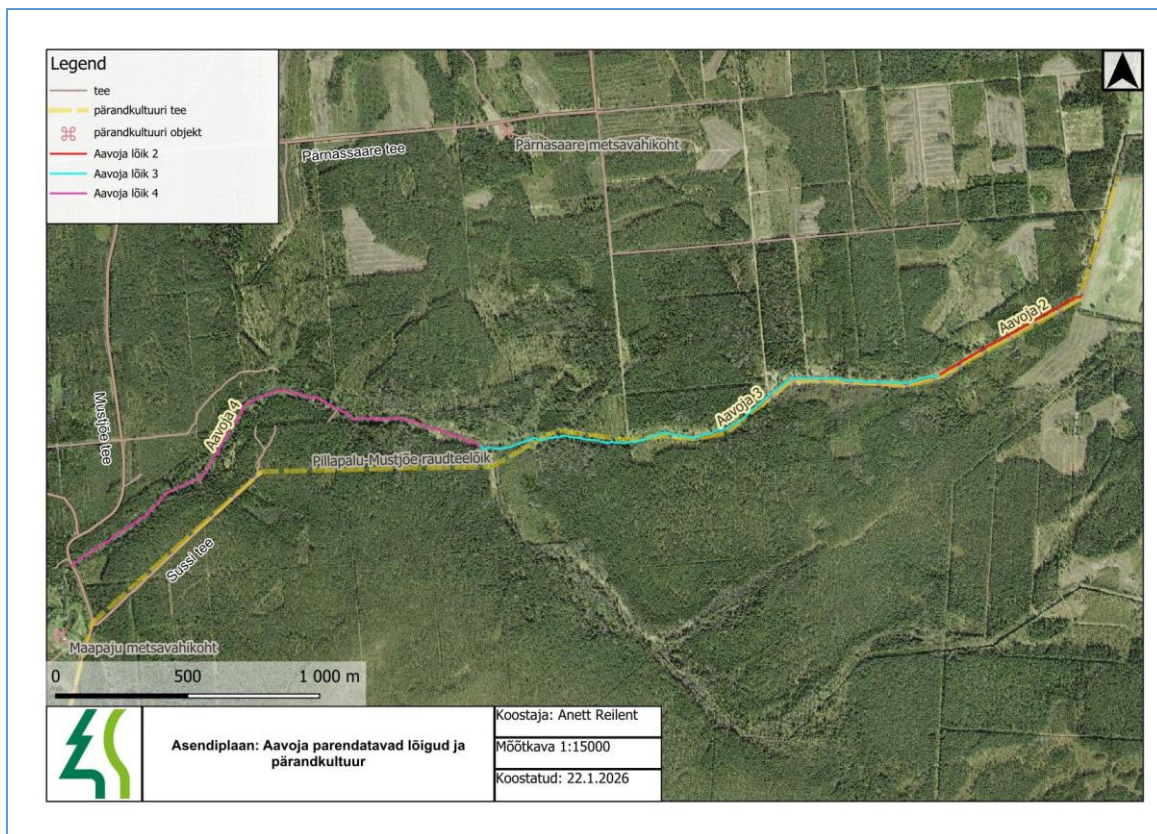 Legend
tee
pärandkultuuri tee
pärandkultuuri objekt
Aavoja lõik 2
Aavoja lõik 3
Aavoja lõik 4
Pärnassaare tee
Pärnasaare metsavahikoht
Aavoja 2
Aavoja 3
Mustjõe tee
Aavoja 4
Pillapalu-Mustjõe raudteelõik
Sussi tee
Maapaju metsavahikoht
0 500 1 000 m
Asendiplaan: Aavoja parendatavad lõigud ja
pärandkultuur
Koostaja: Anett Reilent
Mõõtkava 1:15000
Koostatud: 22.1.2026